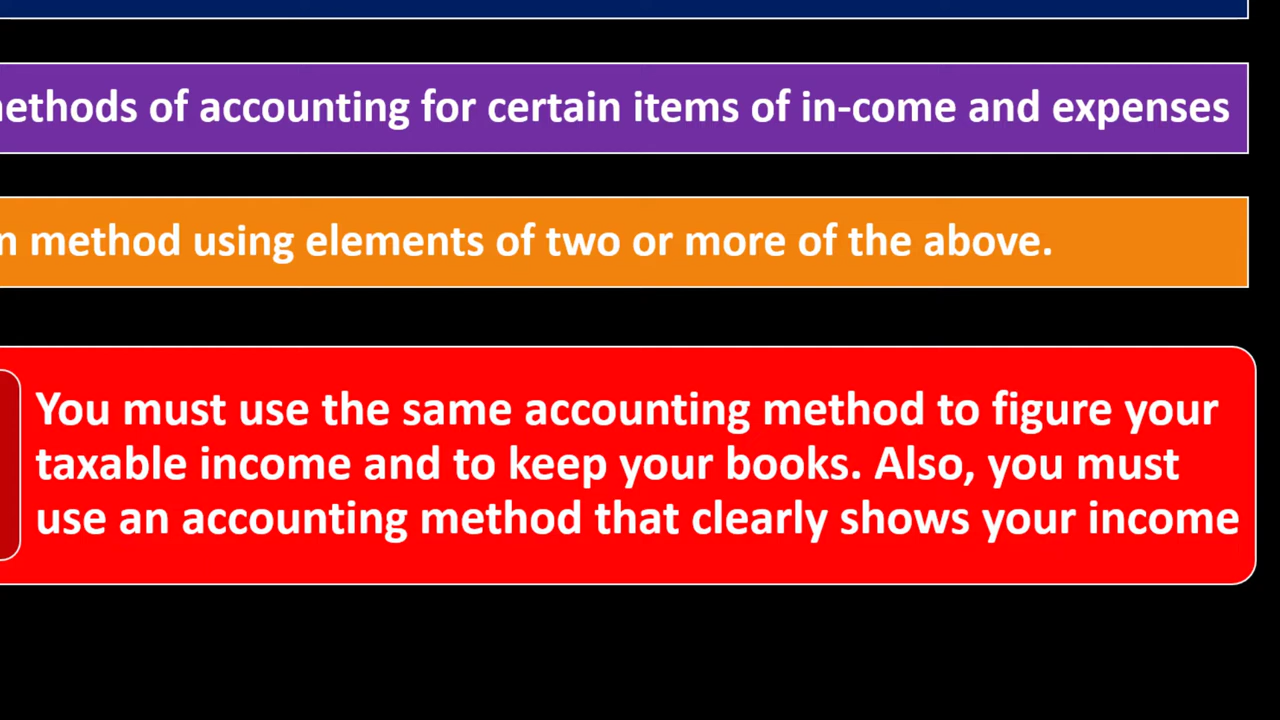 methods of accounting for certain items of in-come and expenses
n method using elements of two or more of the above.
You must use the same accounting method to figure your
taxable income and to keep your books. Also, you must
use an accounting method that clearly shows your income